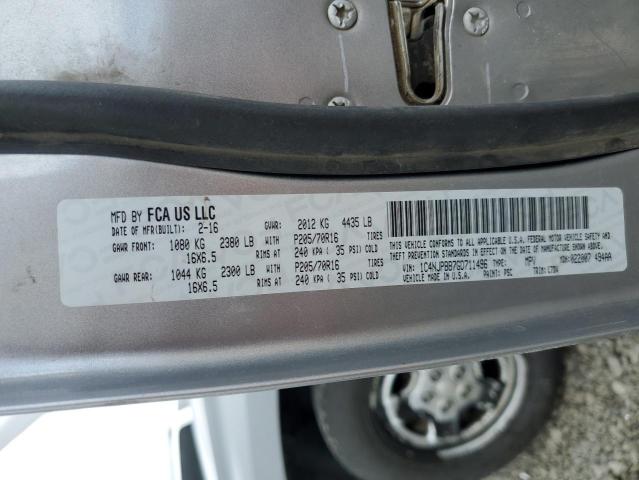 MFD BY FCA US LLC
DATE OF MFR(BUILT): 2-16 GVWR: 2012 KG 4435 LB
GAWR FRONT: 1080 KG 2380 LB WITH P205/70R16 TIRES
16X6.5 RIMS AT 240 KPA ( 35 PSI) COLD
GAWR REAR: 1044 KG 2300 LB WITH P205/70R16 TIRES
16X6.5 RIMS AT 240 KPA ( 35 PSI) COLD
THIS VEHICLE CONFORMS TO ALL APPLICABLE U.S.A. FEDERAL MOTOR VEHICLE SAFETY AND
THEFT PREVENTION STANDARDS IN EFFECT ON THE DATE OF MANUFACTURE SHOWN ABOVE.
VIN: 1C4NJPBB7GD711496 TYPE: MPV MDH: 022007 494AA
VEHICLE MADE IN U.S.A. PAINT: PSC TRIM: